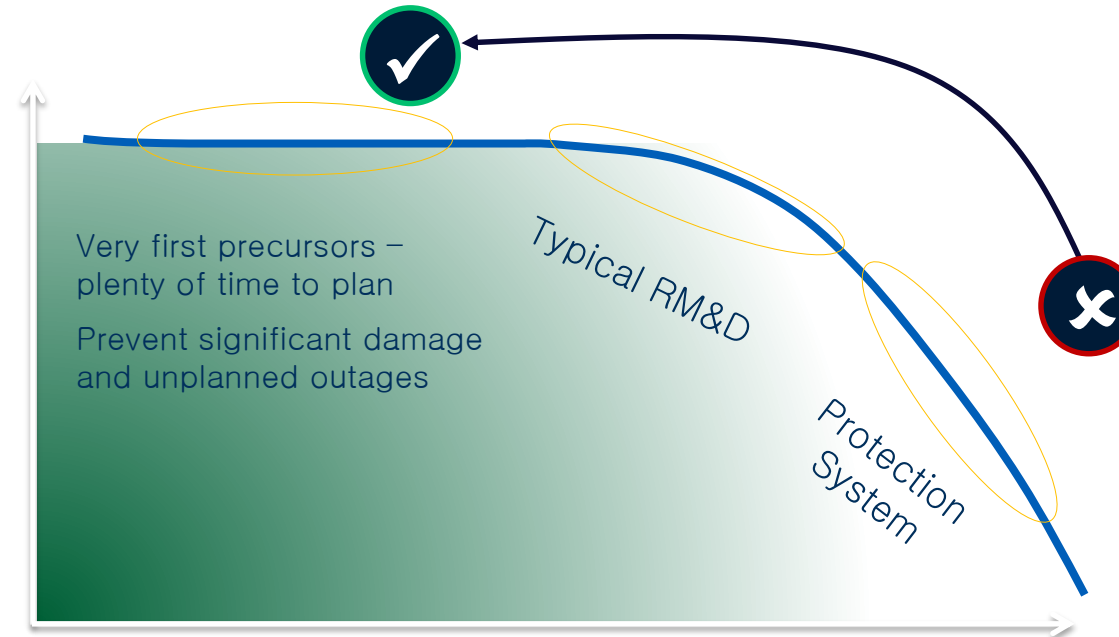 Very first precursors –
plenty of time to plan
Prevent significant damage
and unplanned outages
Typical RM&D
Protection
System